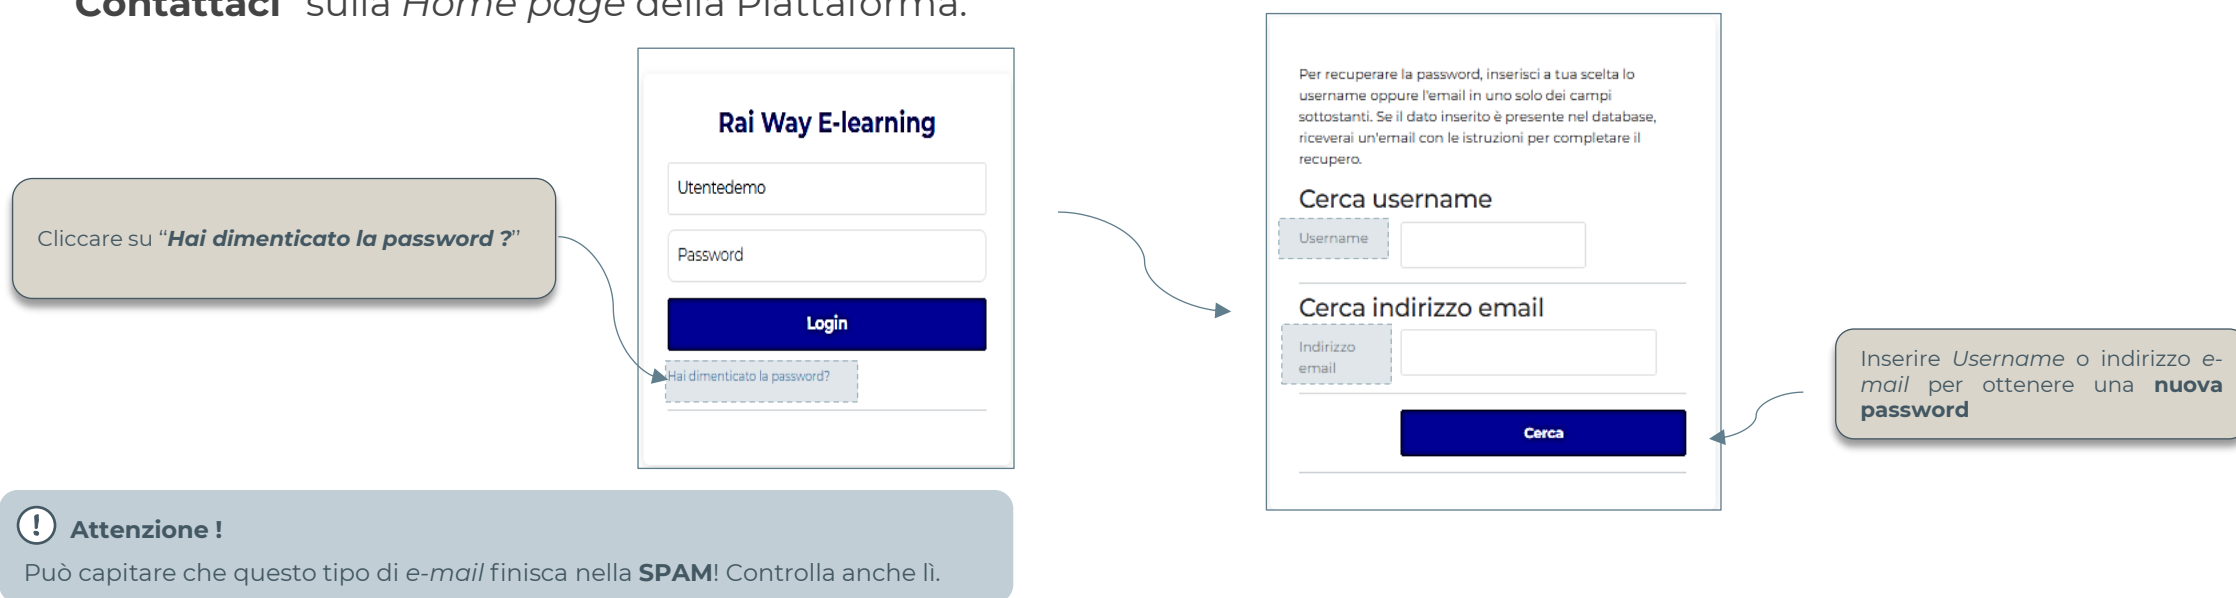 Contattaci" sulla Home page della Piattaforma.
Cliccare su “Hai dimenticato la password ?”
Rai Way E-learning
Utentedemo
Password
Login
Hai dimenticato la password?
Per recuperare la password, inserisci a tua scelta lo
username oppure l'email in uno solo dei campi
sottostanti. Se il dato inserito è presente nel database,
riceverai un'email con le istruzioni per completare il
recupero.
Cerca username
Username
Cerca indirizzo email
Indirizzo
email
Cerca
Inserire Username o indirizzo e-
mail per ottenere una nuova
password
Attenzione !
Può capitare che questo tipo di e-mail finisca nella SPAM! Controlla anche lì.